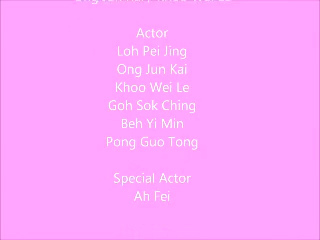 Actor
Loh Pei Jing
Ong Jun Kai
Khoo Wei Le
Goh Sok Ching
Beh Yi Min
Pong Guo Tong
Special Actor
Ah Fei